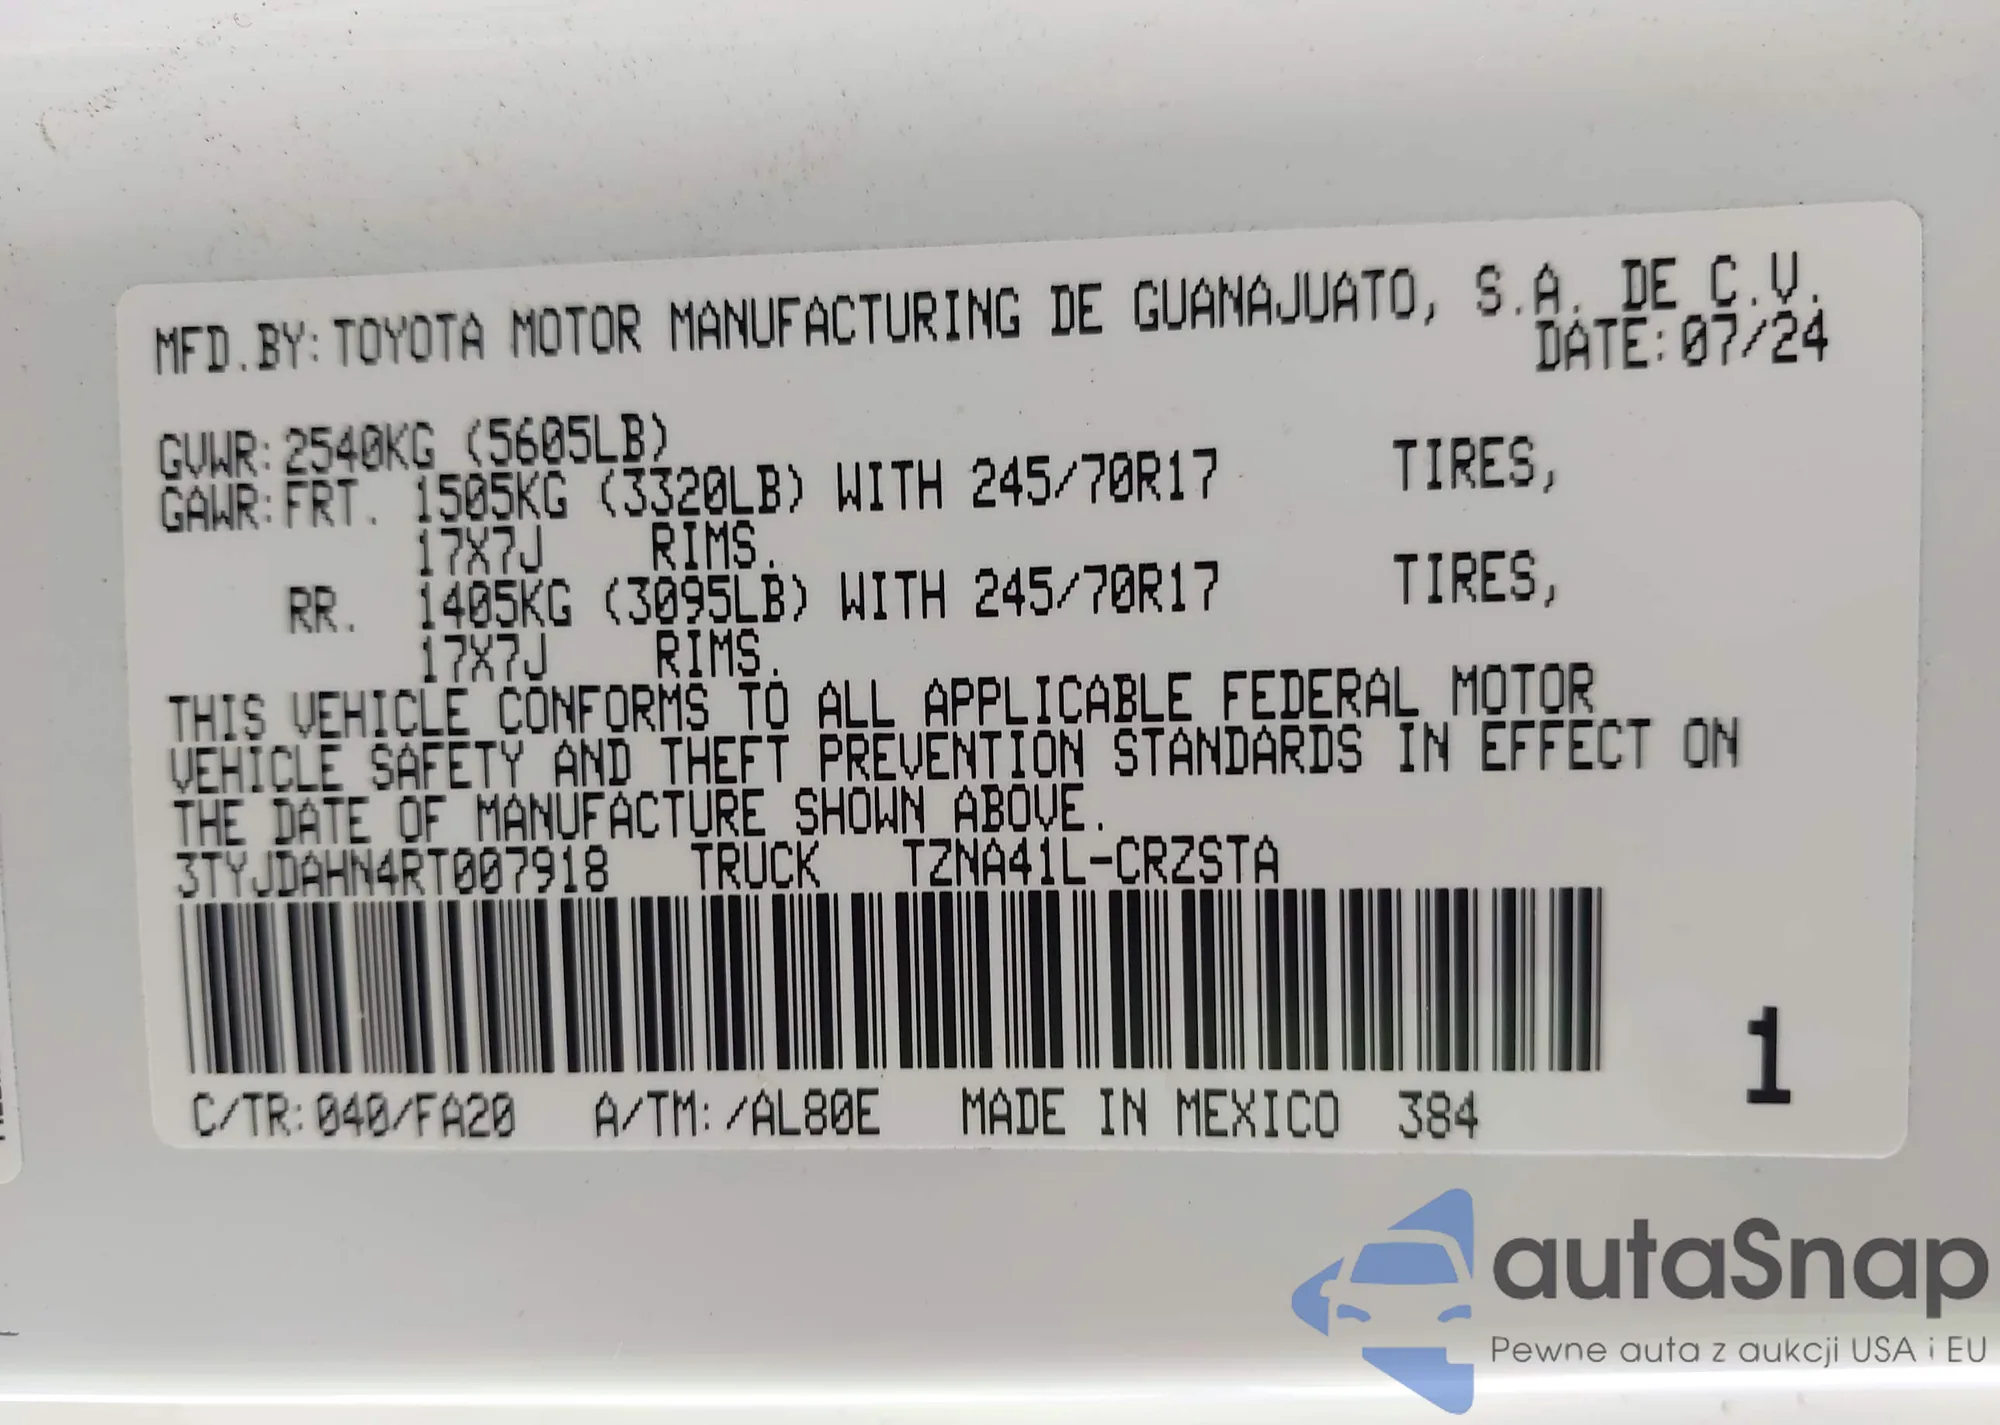 MFD.BY:TOYOTA MOTOR MANUFACTURING DE GUANAJUATO, S.A. DE C.V.
DATE:07/24
GVWR:2540KG (5605LB)
GAWR:FRT. 1505KG (3320LB) WITH 245/70R17 TIRES,
17X7J RIMS.
RR. 1405KG (3095LB) WITH 245/70R17 TIRES,
17X7J RIMS.
THIS VEHICLE CONFORMS TO ALL APPLICABLE FEDERAL MOTOR
VEHICLE SAFETY AND THEFT PREVENTION STANDARDS IN EFFECT ON
THE DATE OF MANUFACTURE SHOWN ABOVE.
3TYJDAHN4RT007918 TRUCK TZNA41L-CRZSTA
1
C/TR:040/FA20 A/TM:/AL80E MADE IN MEXICO 384
autaSnap
Pewne auta z aukcji USA i EU